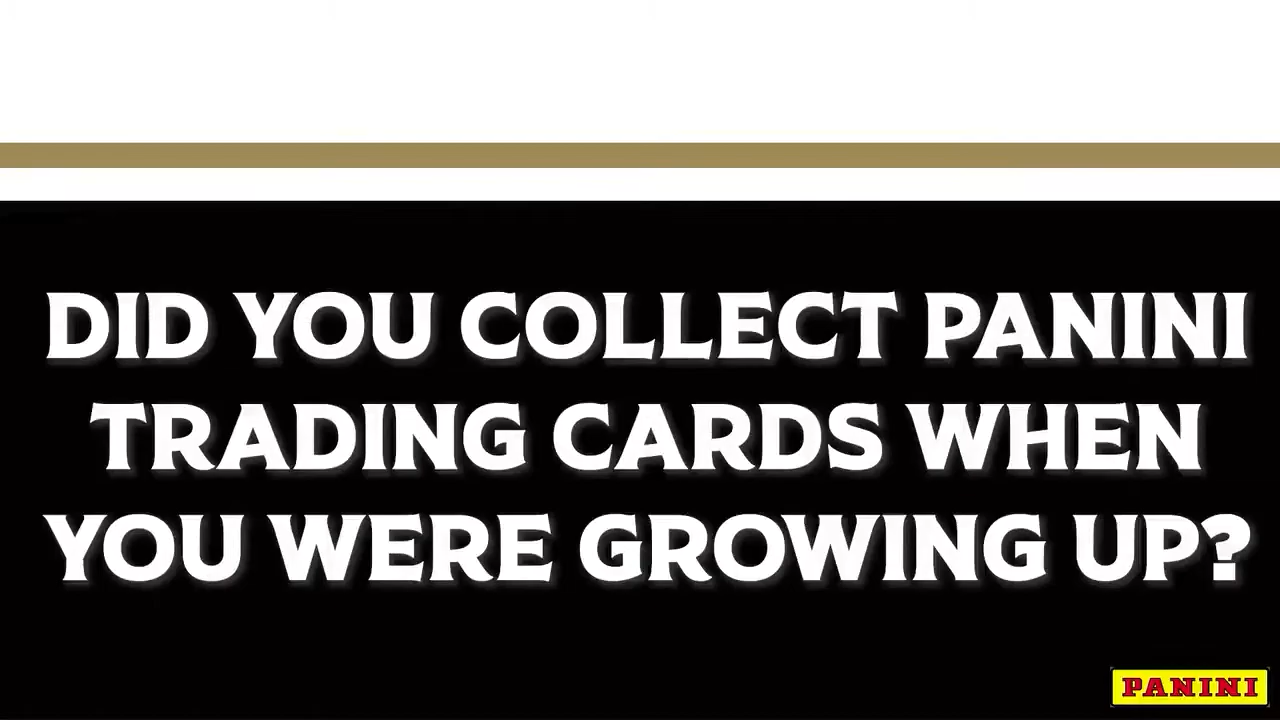 DID YOU COLLECT PANINI
TRADING CARDS WHEN
YOU WERE GROWING UP?
PANINI